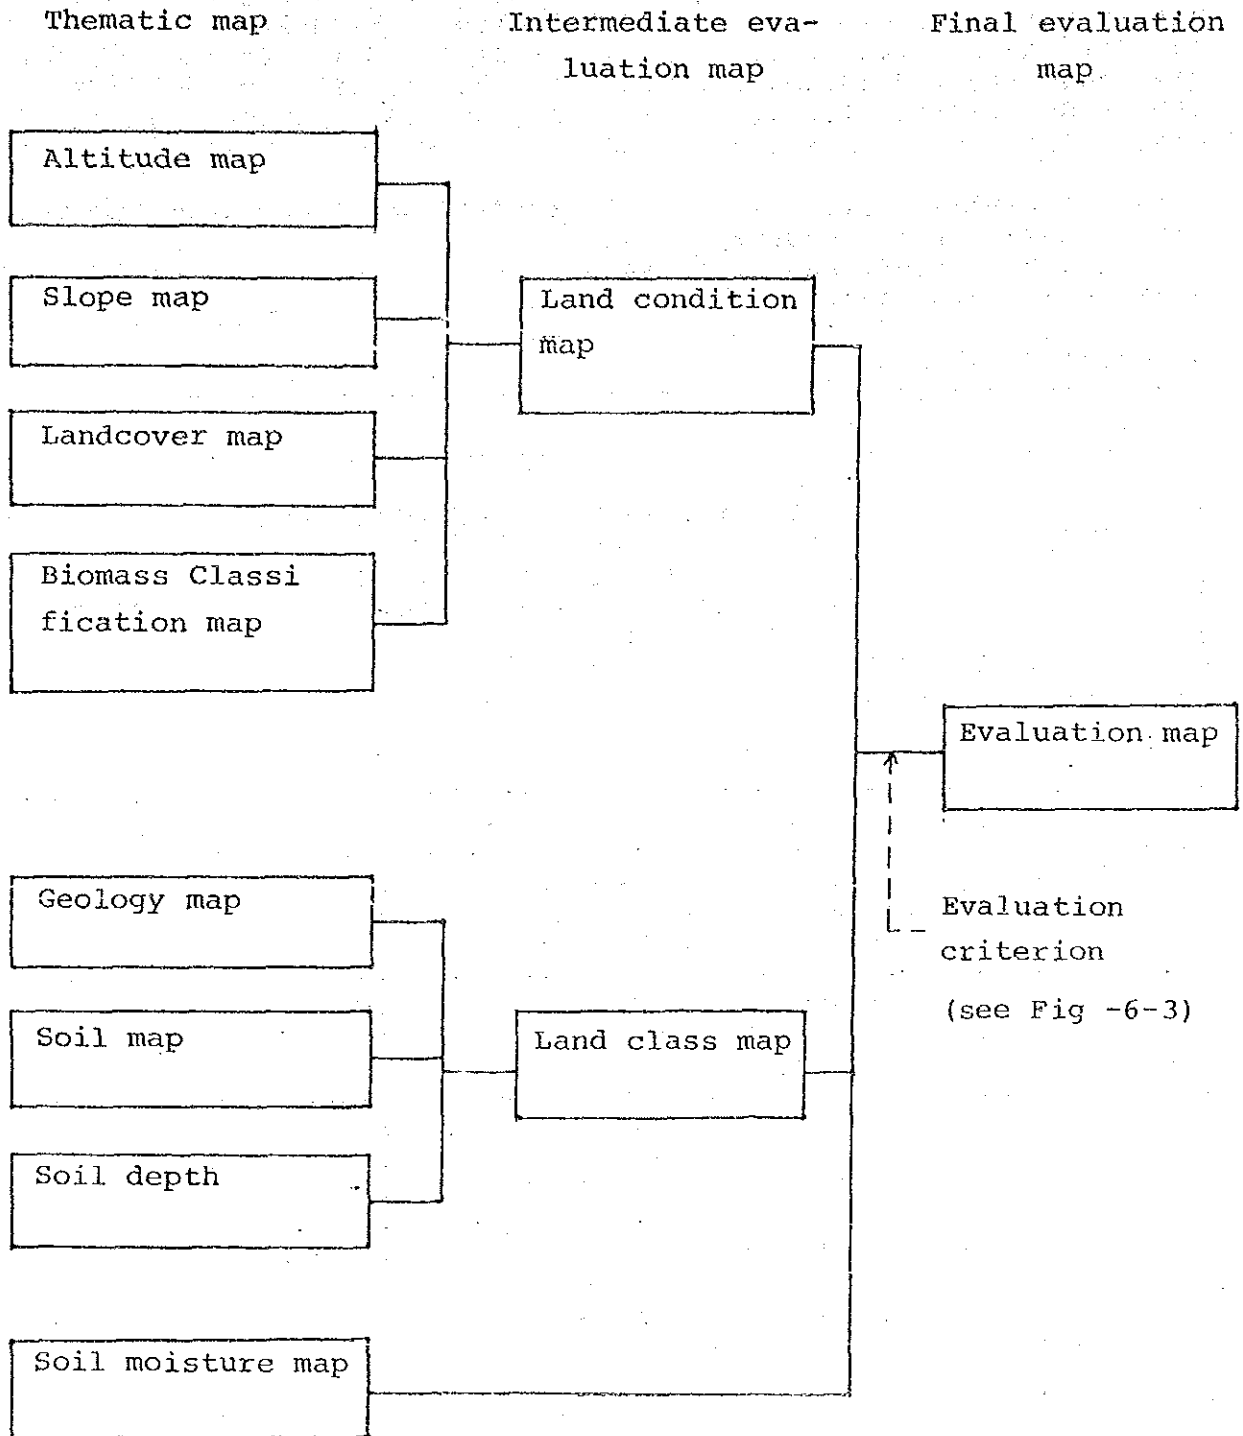 Thematic map
Intermediate eva-
luation map
Final evaluation
map
Altitude map
Slope map
Landcover map
Biomass Classi
fication map
Land condition
map
Geology map
Soil map
Soil depth
Land class map
Soil moisture map
Evaluation map
Evaluation
criterion
(see Fig -6-3)